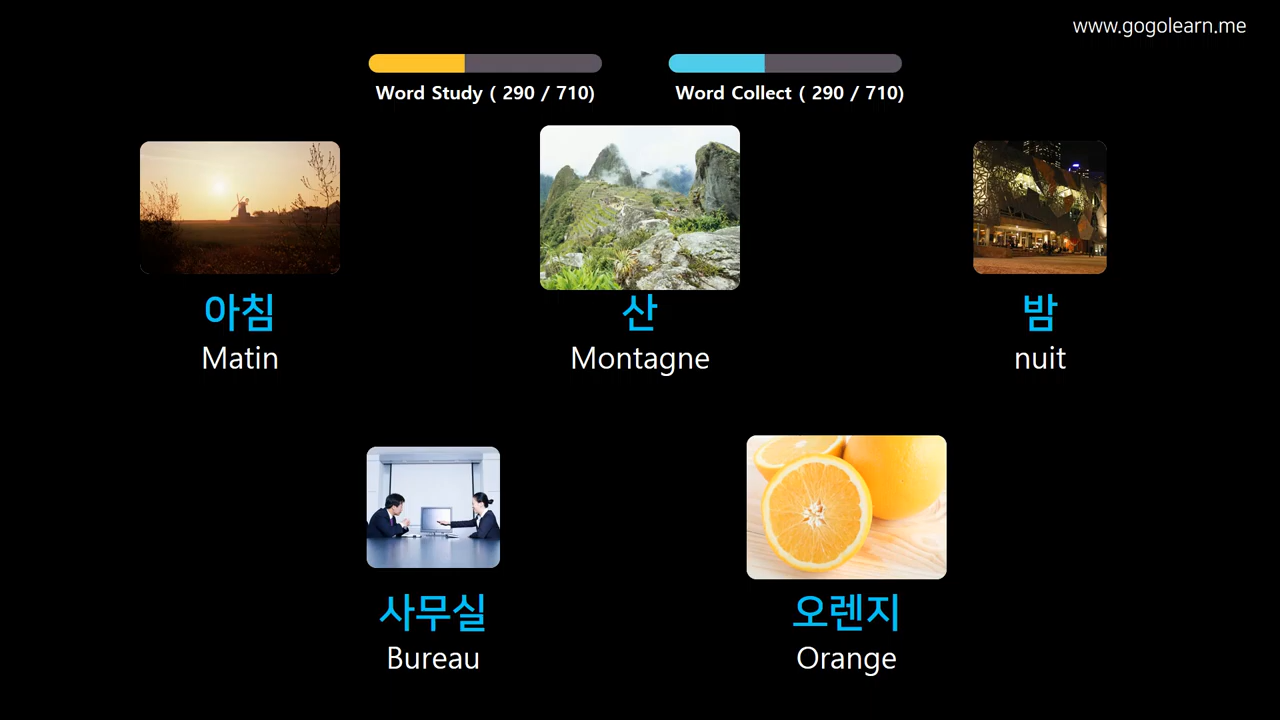 www.gogolearn.me
Word Study ( 290 / 710)
Word Collect ( 290 / 710)
아침
Matin
산
Montagne
밤
nuit
사무실
Bureau
오렌지
Orange